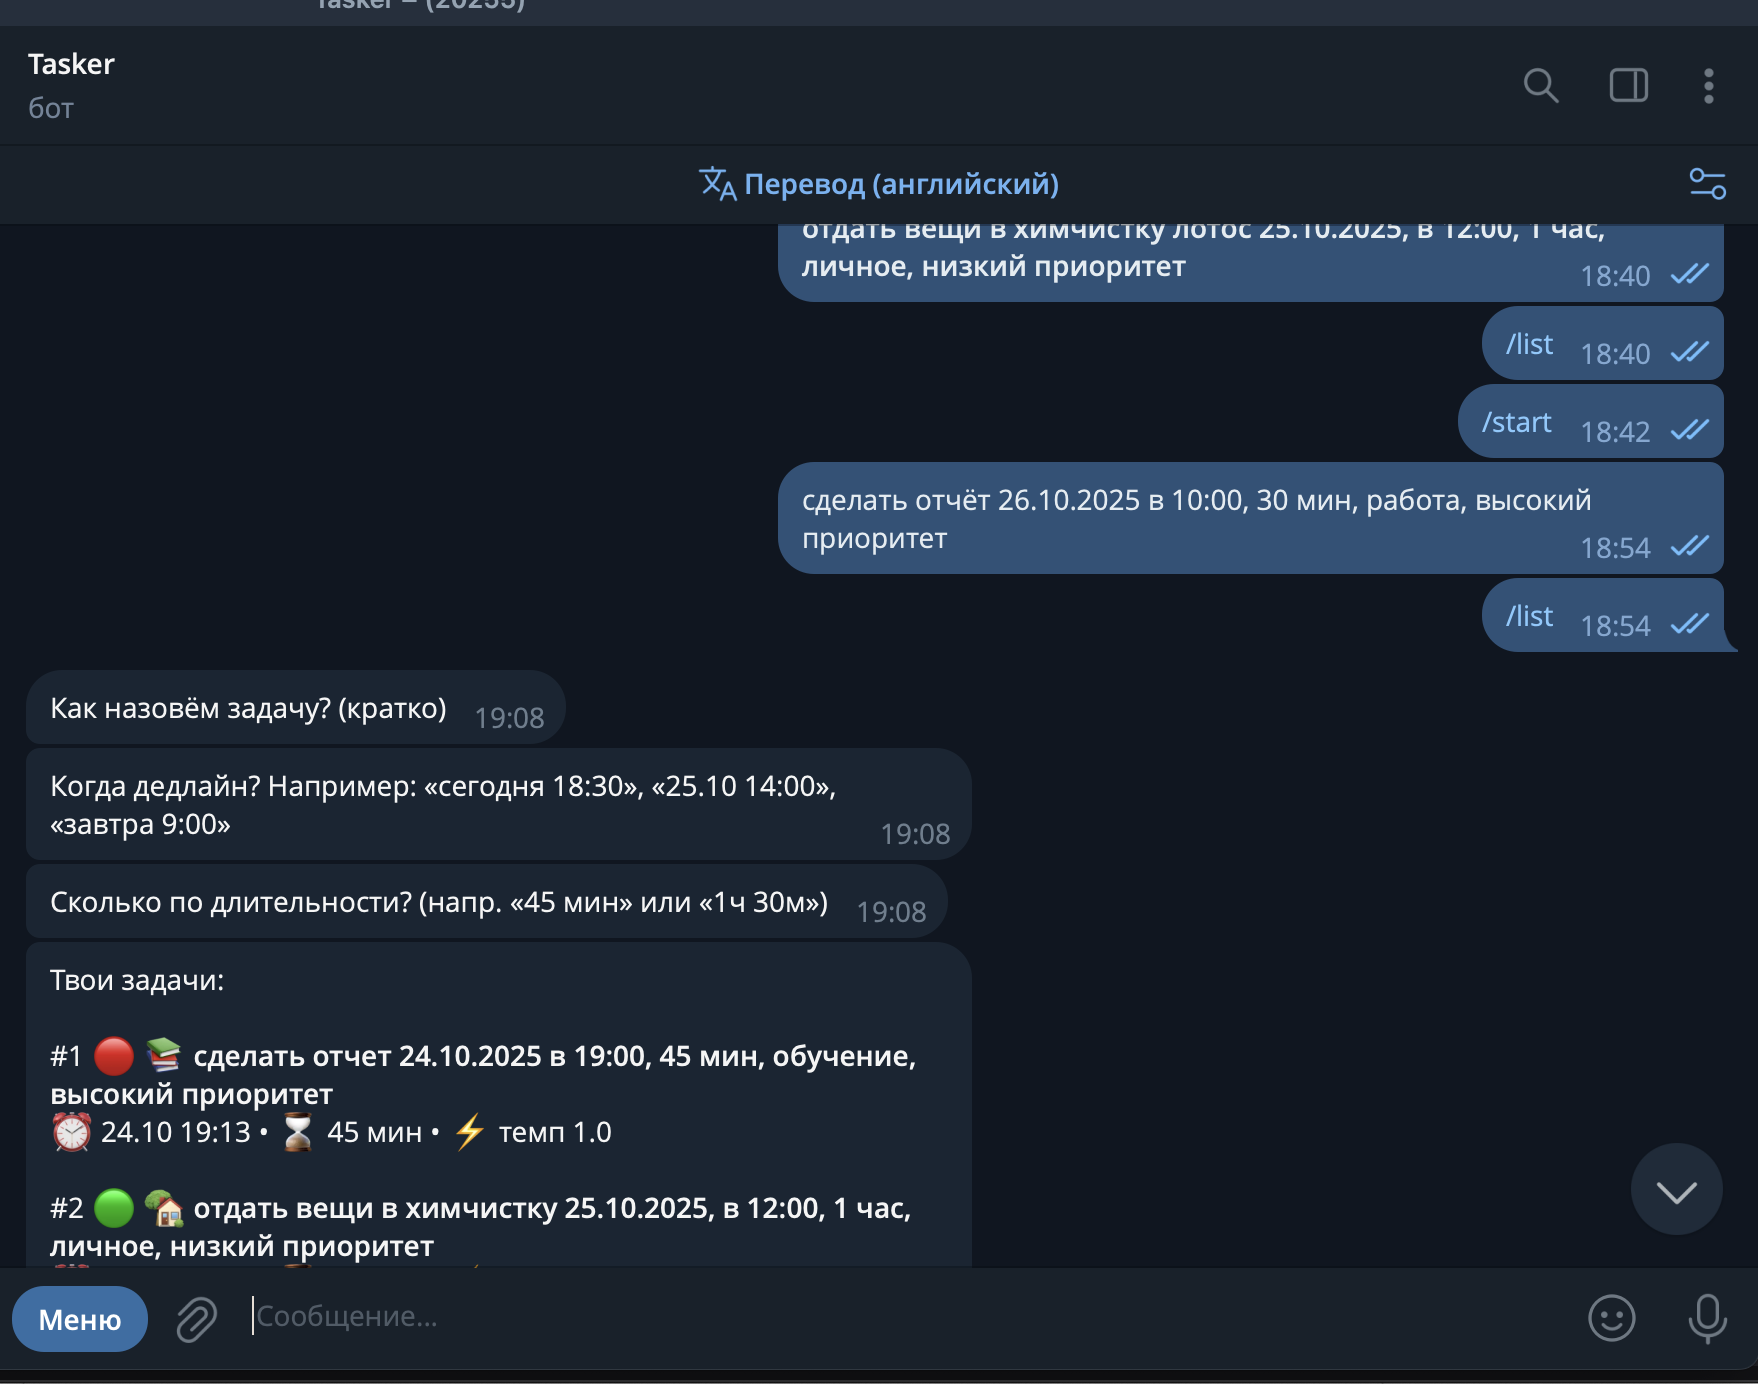 Tasker – (20255)
Tasker
бот
Перевод (английский)
отдать вещи в химчистку лотос 25.10.2025, в 12:00, 1 час,
личное, низкий приоритет
18:40
/list 18:40
/start 18:42
сделать отчёт 26.10.2025 в 10:00, 30 мин, работа, высокий
приоритет
18:54
/list 18:54
Как назовём задачу? (кратко) 19:08
Когда дедлайн? Например: «сегодня 18:30», «25.10 14:00»,
«завтра 9:00»
19:08
Сколько по длительности? (напр. «45 мин» или «1ч 30м») 19:08
Твои задачи:
#1 🔴 📚 сделать отчет 24.10.2025 в 19:00, 45 мин, обучение,
высокий приоритет
⏰ 24.10 19:13 • ⏳ 45 мин • ⚡ темп 1.0
#2 🟢 🏡 отдать вещи в химчистку 25.10.2025, в 12:00, 1 час,
личное, низкий приоритет
Меню
Сообщение...